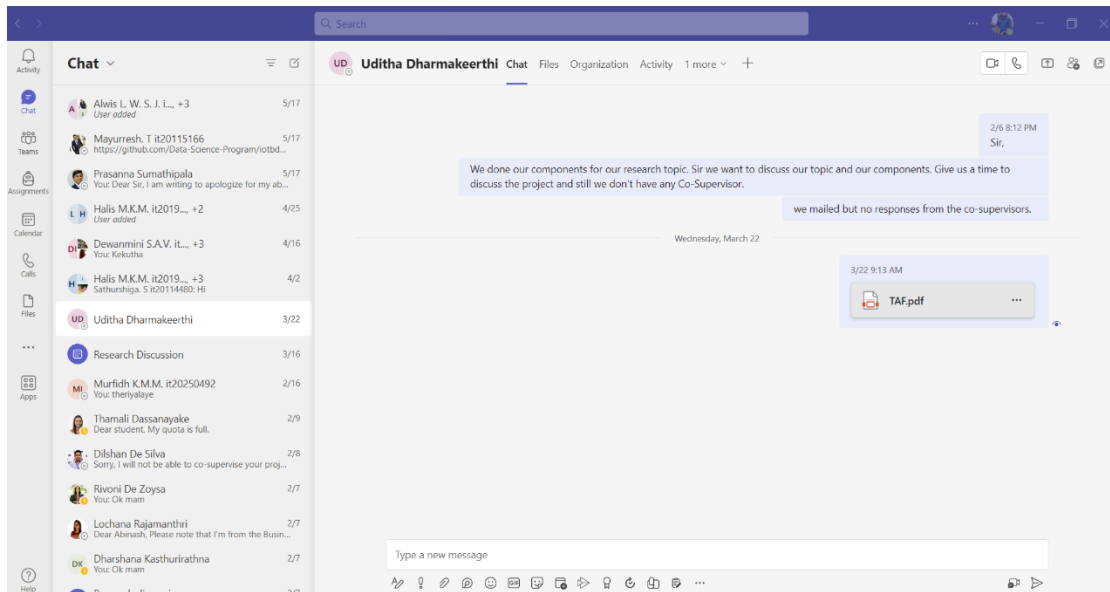 Search
Activity
Chat
Teams
Assignments
Calendar
Calls
Files
Apps
Help
Chat
Alwis L. W. S. J. i..., +3 5/17
User added
Mayurresh. T it20115166 5/17
https://github.com/Data-Science-Program/iotbd...
Prasanna Sumathipala 5/17
You: Dear Sir, I am writing to apologize for my ab...
L H Halis M.K.M. it2019..., +2 4/25
User added
DI Dewanmini S.A.V. it..., +3 4/16
You: Kekutha
H Halis M.K.M. it2019..., +3 4/2
Sathurshiga. S it20114480: Hi
UD Uditha Dharmakeerthi 3/22
Research Discussion 3/16
MI Murfidh K.M.M. it20250492 2/16
You: theriyalaye
Thamali Dassanayake 2/9
Dear student, My quota is full.
Dilshan De Silva 2/8
Sorry, I will not be able to co-supervise your proj...
Rivoni De Zoysa 2/7
You: Ok mam
Lochana Rajamanthri 2/7
Dear Abinash, Please note that I'm from the Busin...
DK Dharshana Kasthurirathna 2/7
You: Ok mam
UD Uditha Dharmakeerthi Chat Files Organization Activity 1 more
2/6 8:12 PM
Sir,
We done our components for our research topic. Sir we want to discuss our topic and our components. Give us a time to
discuss the project and still we don't have any Co-Supervisor.
we mailed but no responses from the co-supervisors.
Wednesday, March 22
3/22 9:13 AM
TAF.pdf
Type a new message
GIF